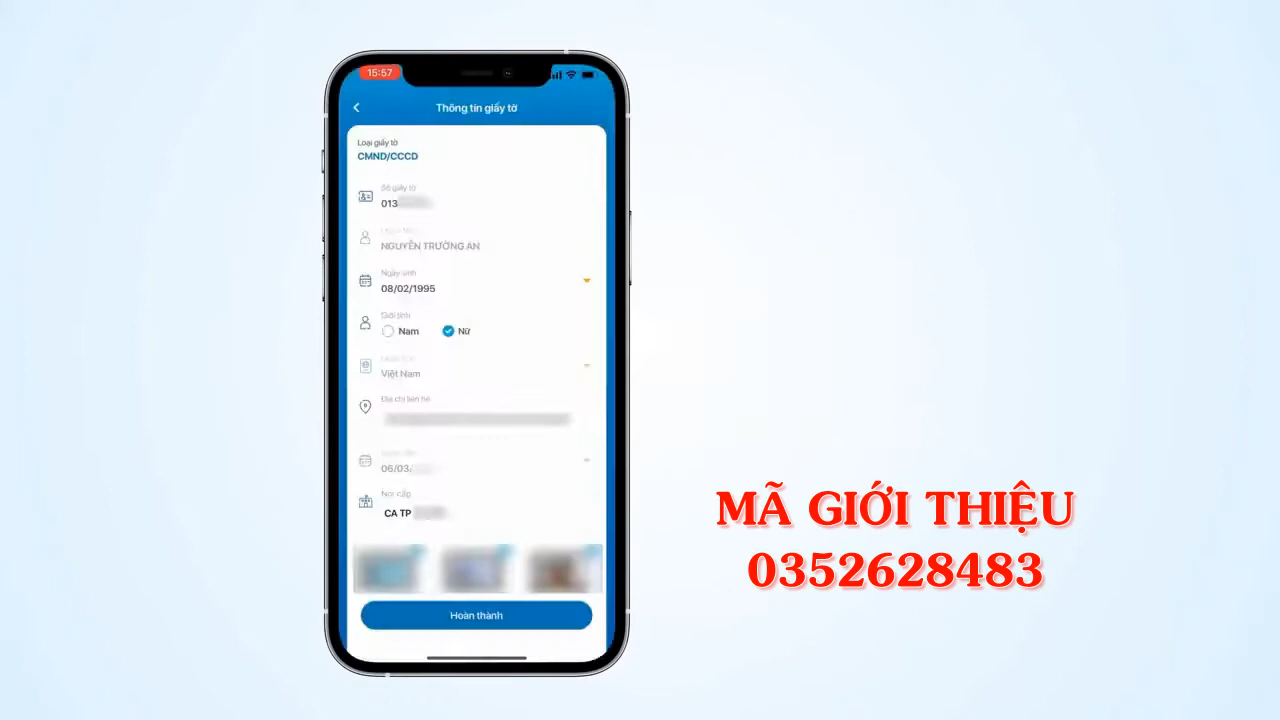 15:57
Thông tin giấy tờ
Loại giấy tờ
CMND/CCCD
Số giấy tờ
013
NGUYỄN TRƯỜNG AN
Ngày sinh
08/02/1995
Giới tính
Nam
Nữ
Việt Nam
Địa chỉ liên hệ
06/03/
Nơi cấp
CA TP
Hoàn thành
MÃ GIỚI THIỆU
0352628483